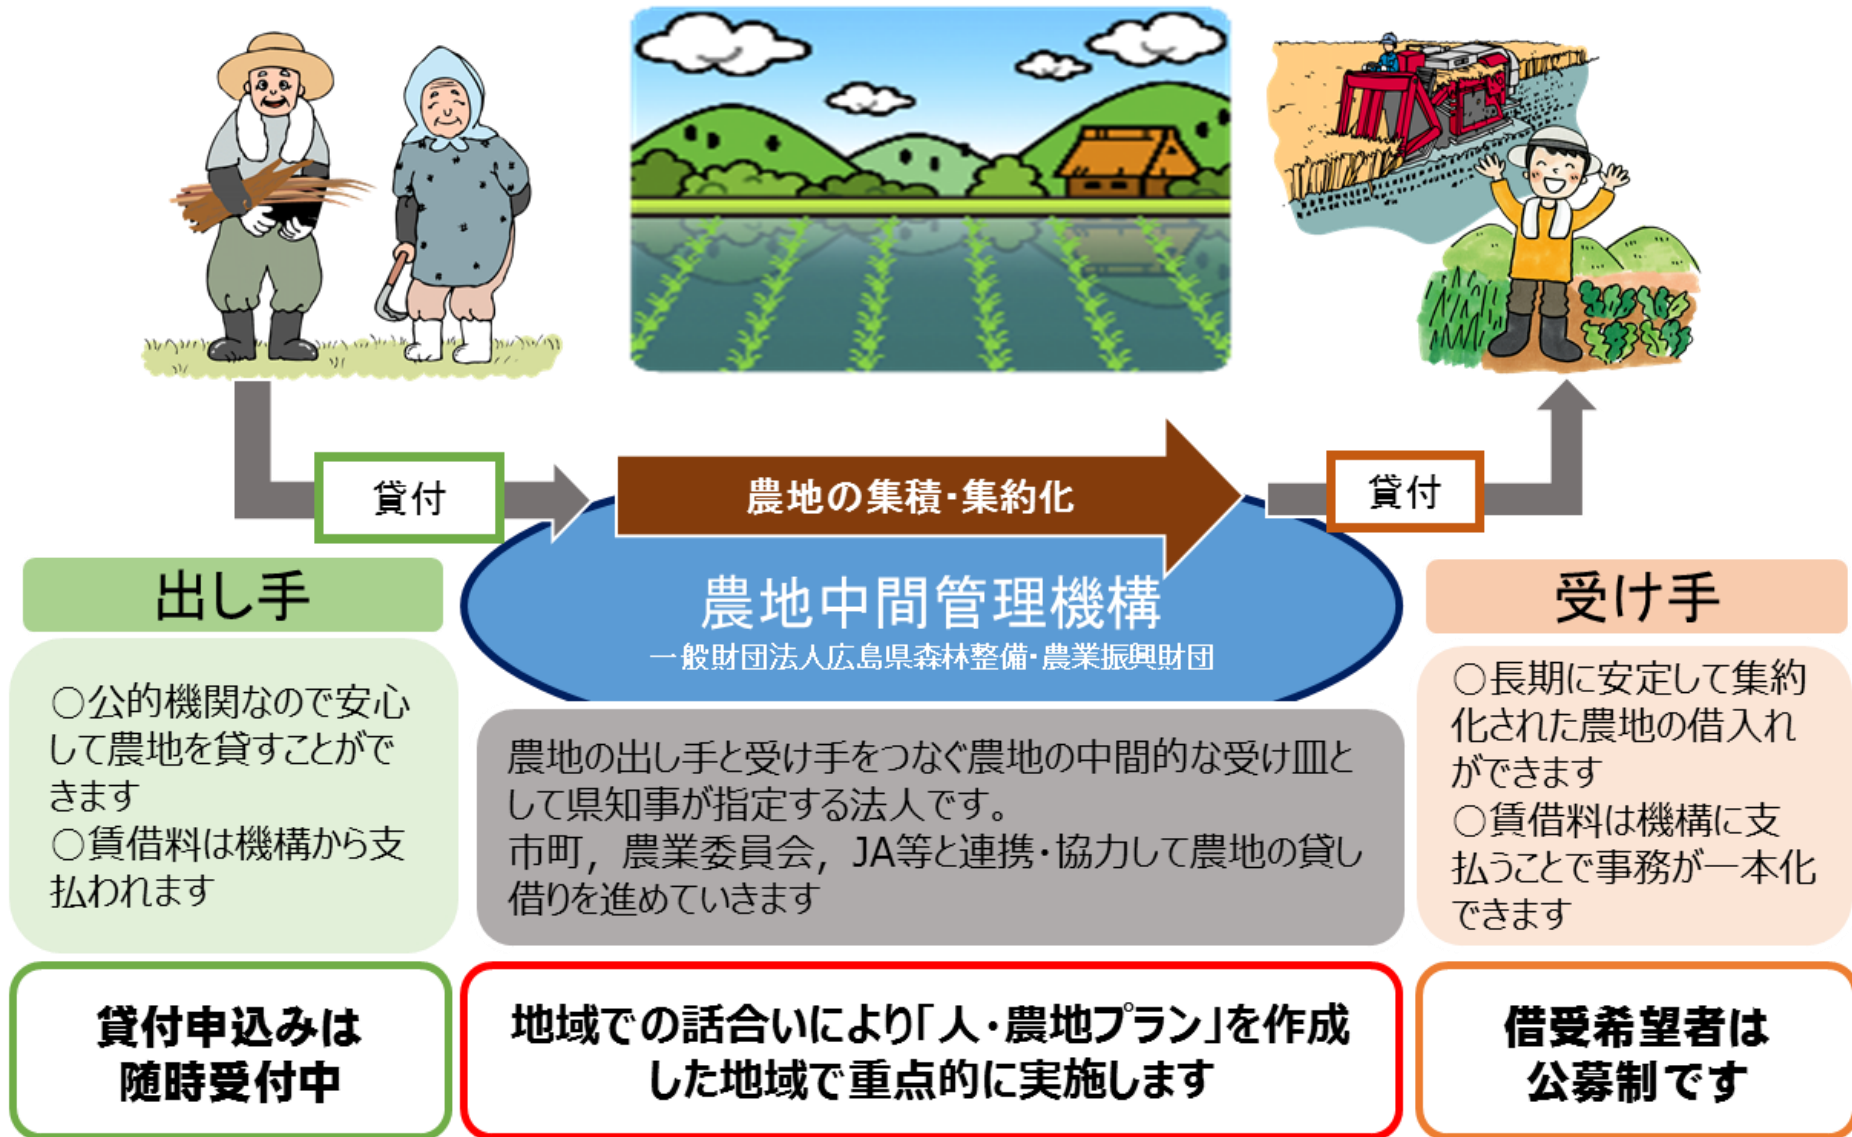 貸付
農地の集積・集約化
貸付
農地中間管理機構
一般財団法人広島県森林整備・農業振興財団
出し手
○公的機関なので安心
して農地を貸すことがで
きます
○賃借料は機構から支
払われます
貸付申込みは
随時受付中
農地の出し手と受け手をつなぐ農地の中間的な受け皿と
して県知事が指定する法人です。
市町，農業委員会，JA等と連携・協力して農地の貸し
借りを進めていきます
地域での話合いにより「人・農地プラン」を作成
した地域で重点的に実施します
受け手
○長期に安定して集約
化された農地の借入れ
ができます
○賃借料は機構に支
払うことで事務が一本化
できます
借受希望者は
公募制です